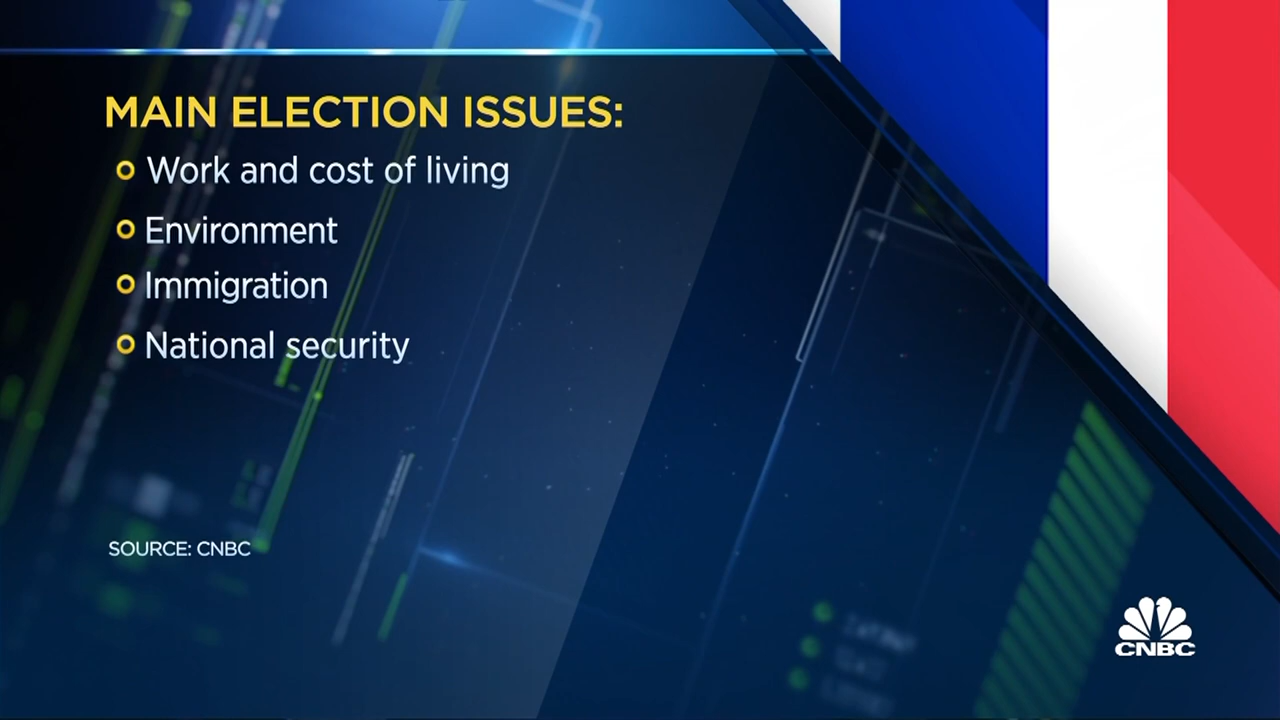 MAIN ELECTION ISSUES:
Work and cost of living
Environment
Immigration
National security
SOURCE: CNBC
CNBC